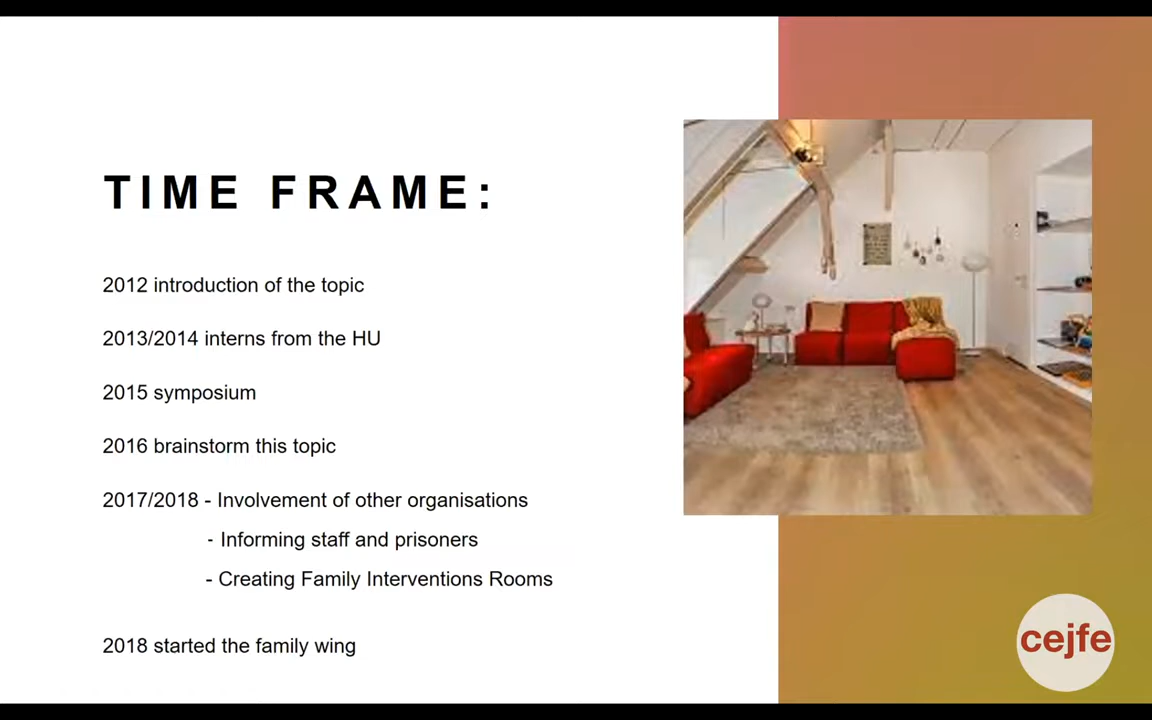 TIME FRAME:
2012 introduction of the topic
2013/2014 interns from the HU
2015 symposium
2016 brainstorm this topic
2017/2018 - Involvement of other organisations
- Informing staff and prisoners
- Creating Family Interventions Rooms
2018 started the family wing
cejfe